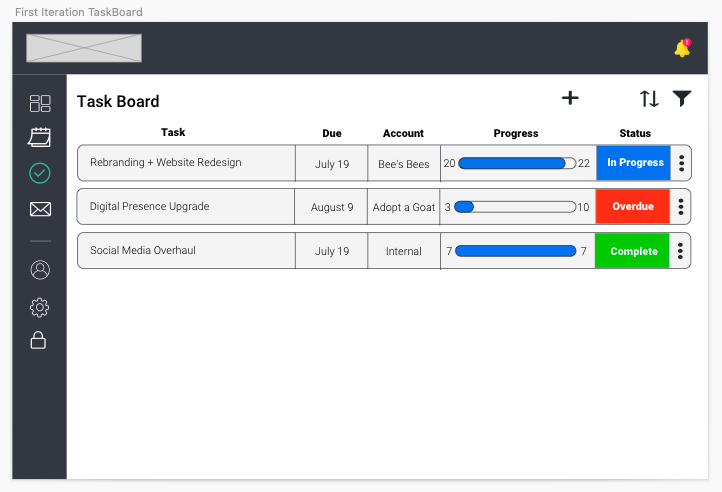 First Iteration TaskBoard
1
Task Board
Task Due Account Progress Status
Rebranding + Website Redesign July 19 Bee's Bees 20 22 In Progress
Digital Presence Upgrade August 9 Adopt a Goat 3 10 Overdue
Social Media Overhaul July 19 Internal 7 7 Complete